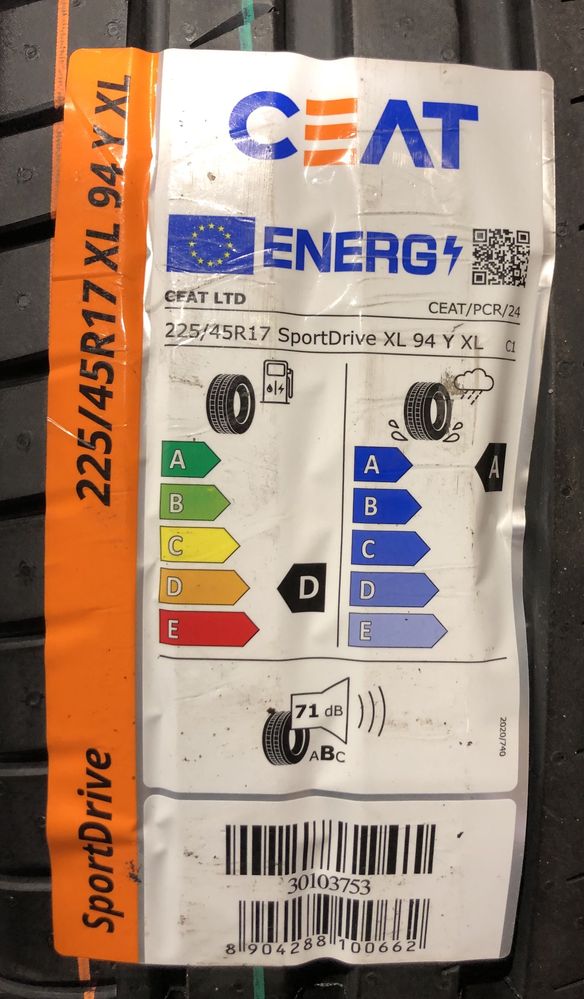 225/45R17 XL 94 Y XL
SportDrive
CEAT
ENERG
CEAT LTD
CEAT/PCR/24
225/45R17 SportDrive XL 94 Y XL
C1
A
B
C
D
E
D
A
B
C
D
E
A
71 dB
ABC
2020/740
30103753
8 904288 100662